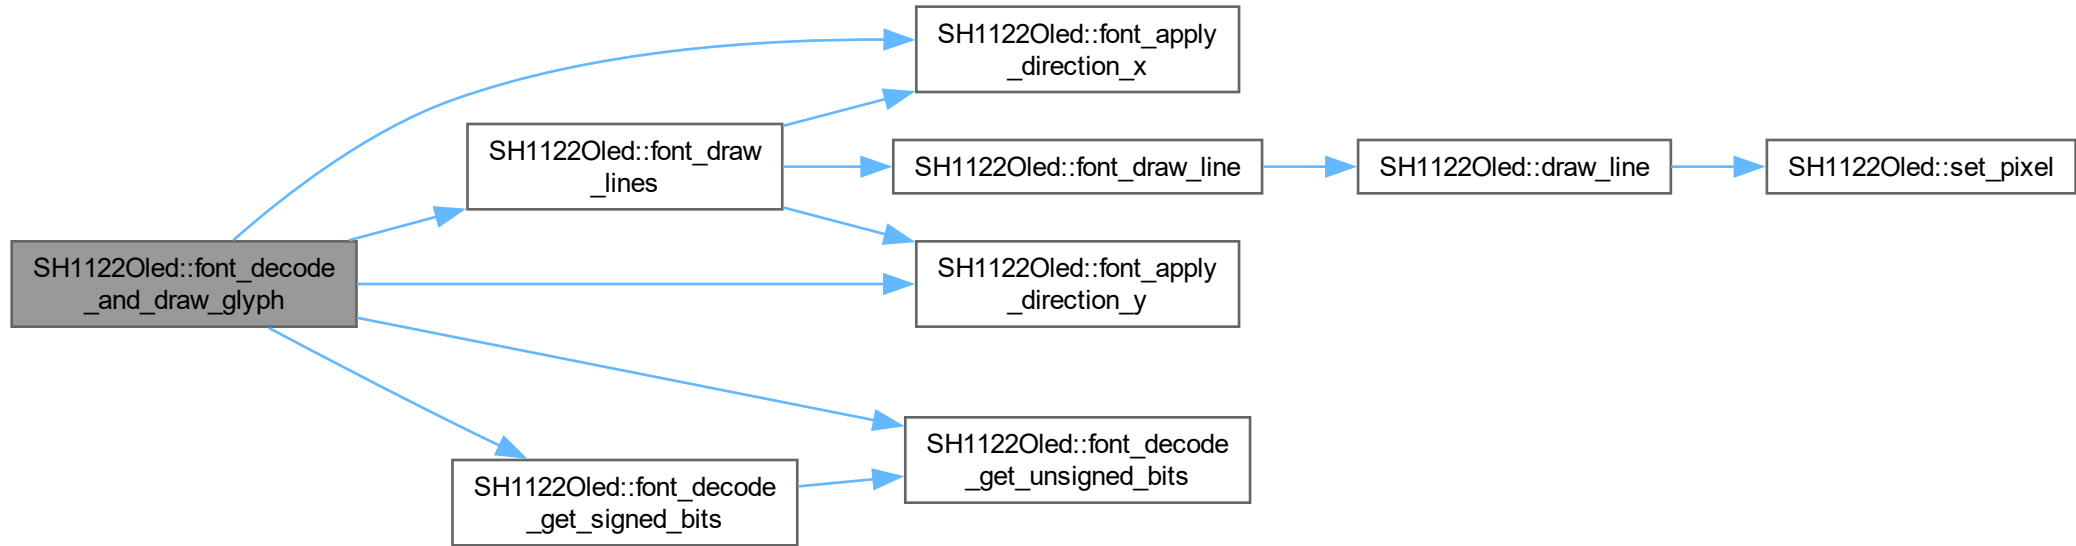 SH1122Oled::font_apply
_direction_x
SH1122Oled::font_draw
_lines
SH1122Oled::font_draw_line
SH1122Oled::draw_line
SH1122Oled::set_pixel
SH1122Oled::font_decode
_and_draw_glyph
SH1122Oled::font_apply
_direction_y
SH1122Oled::font_decode
_get_unsigned_bits
SH1122Oled::font_decode
_get_signed_bits